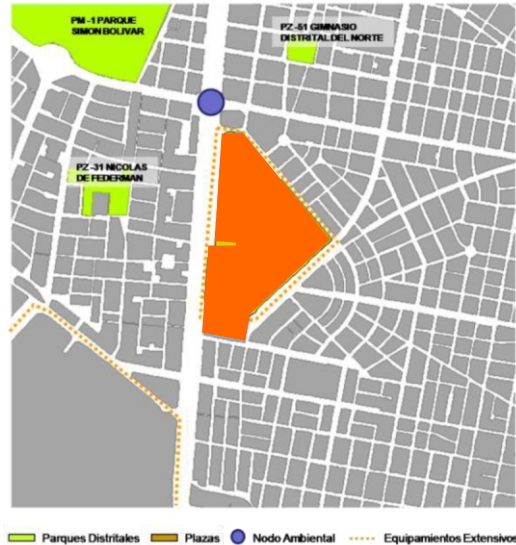 PM -1 PARQUE
SIMON BOLIVAR
PZ -51 GIMNASIO
DISTRITAL DEL NORTE
PZ -31 NICOLAS
DE FEDERMAN
Parques Distritales Plazas Nodo Ambiental Equipamientos Extensivos